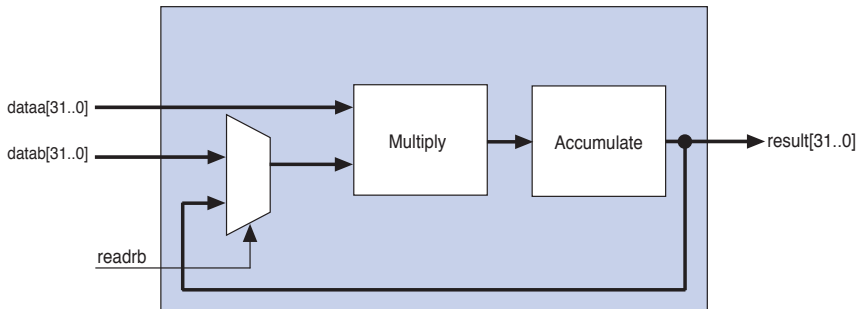 dataa[31..0]
datab[31..0]
Multiply
Accumulate
result[31..0]
readrb